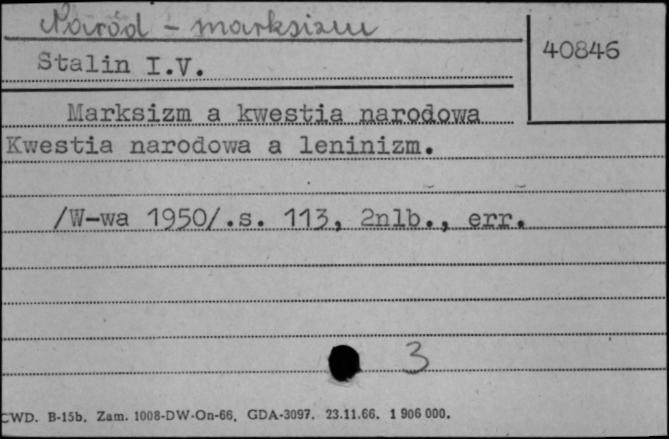 Naród - marksizm
40846
Stalin I.V.
Marksizm a kwestia narodowa
Kwestia narodowa a leninizm.
/W-wa 1950/.s. 113, 2nlb., err.
3
CWD. B-15b. Zam. 1008-DW-On-66. GDA-3097. 23.11.66. 1 906 000.